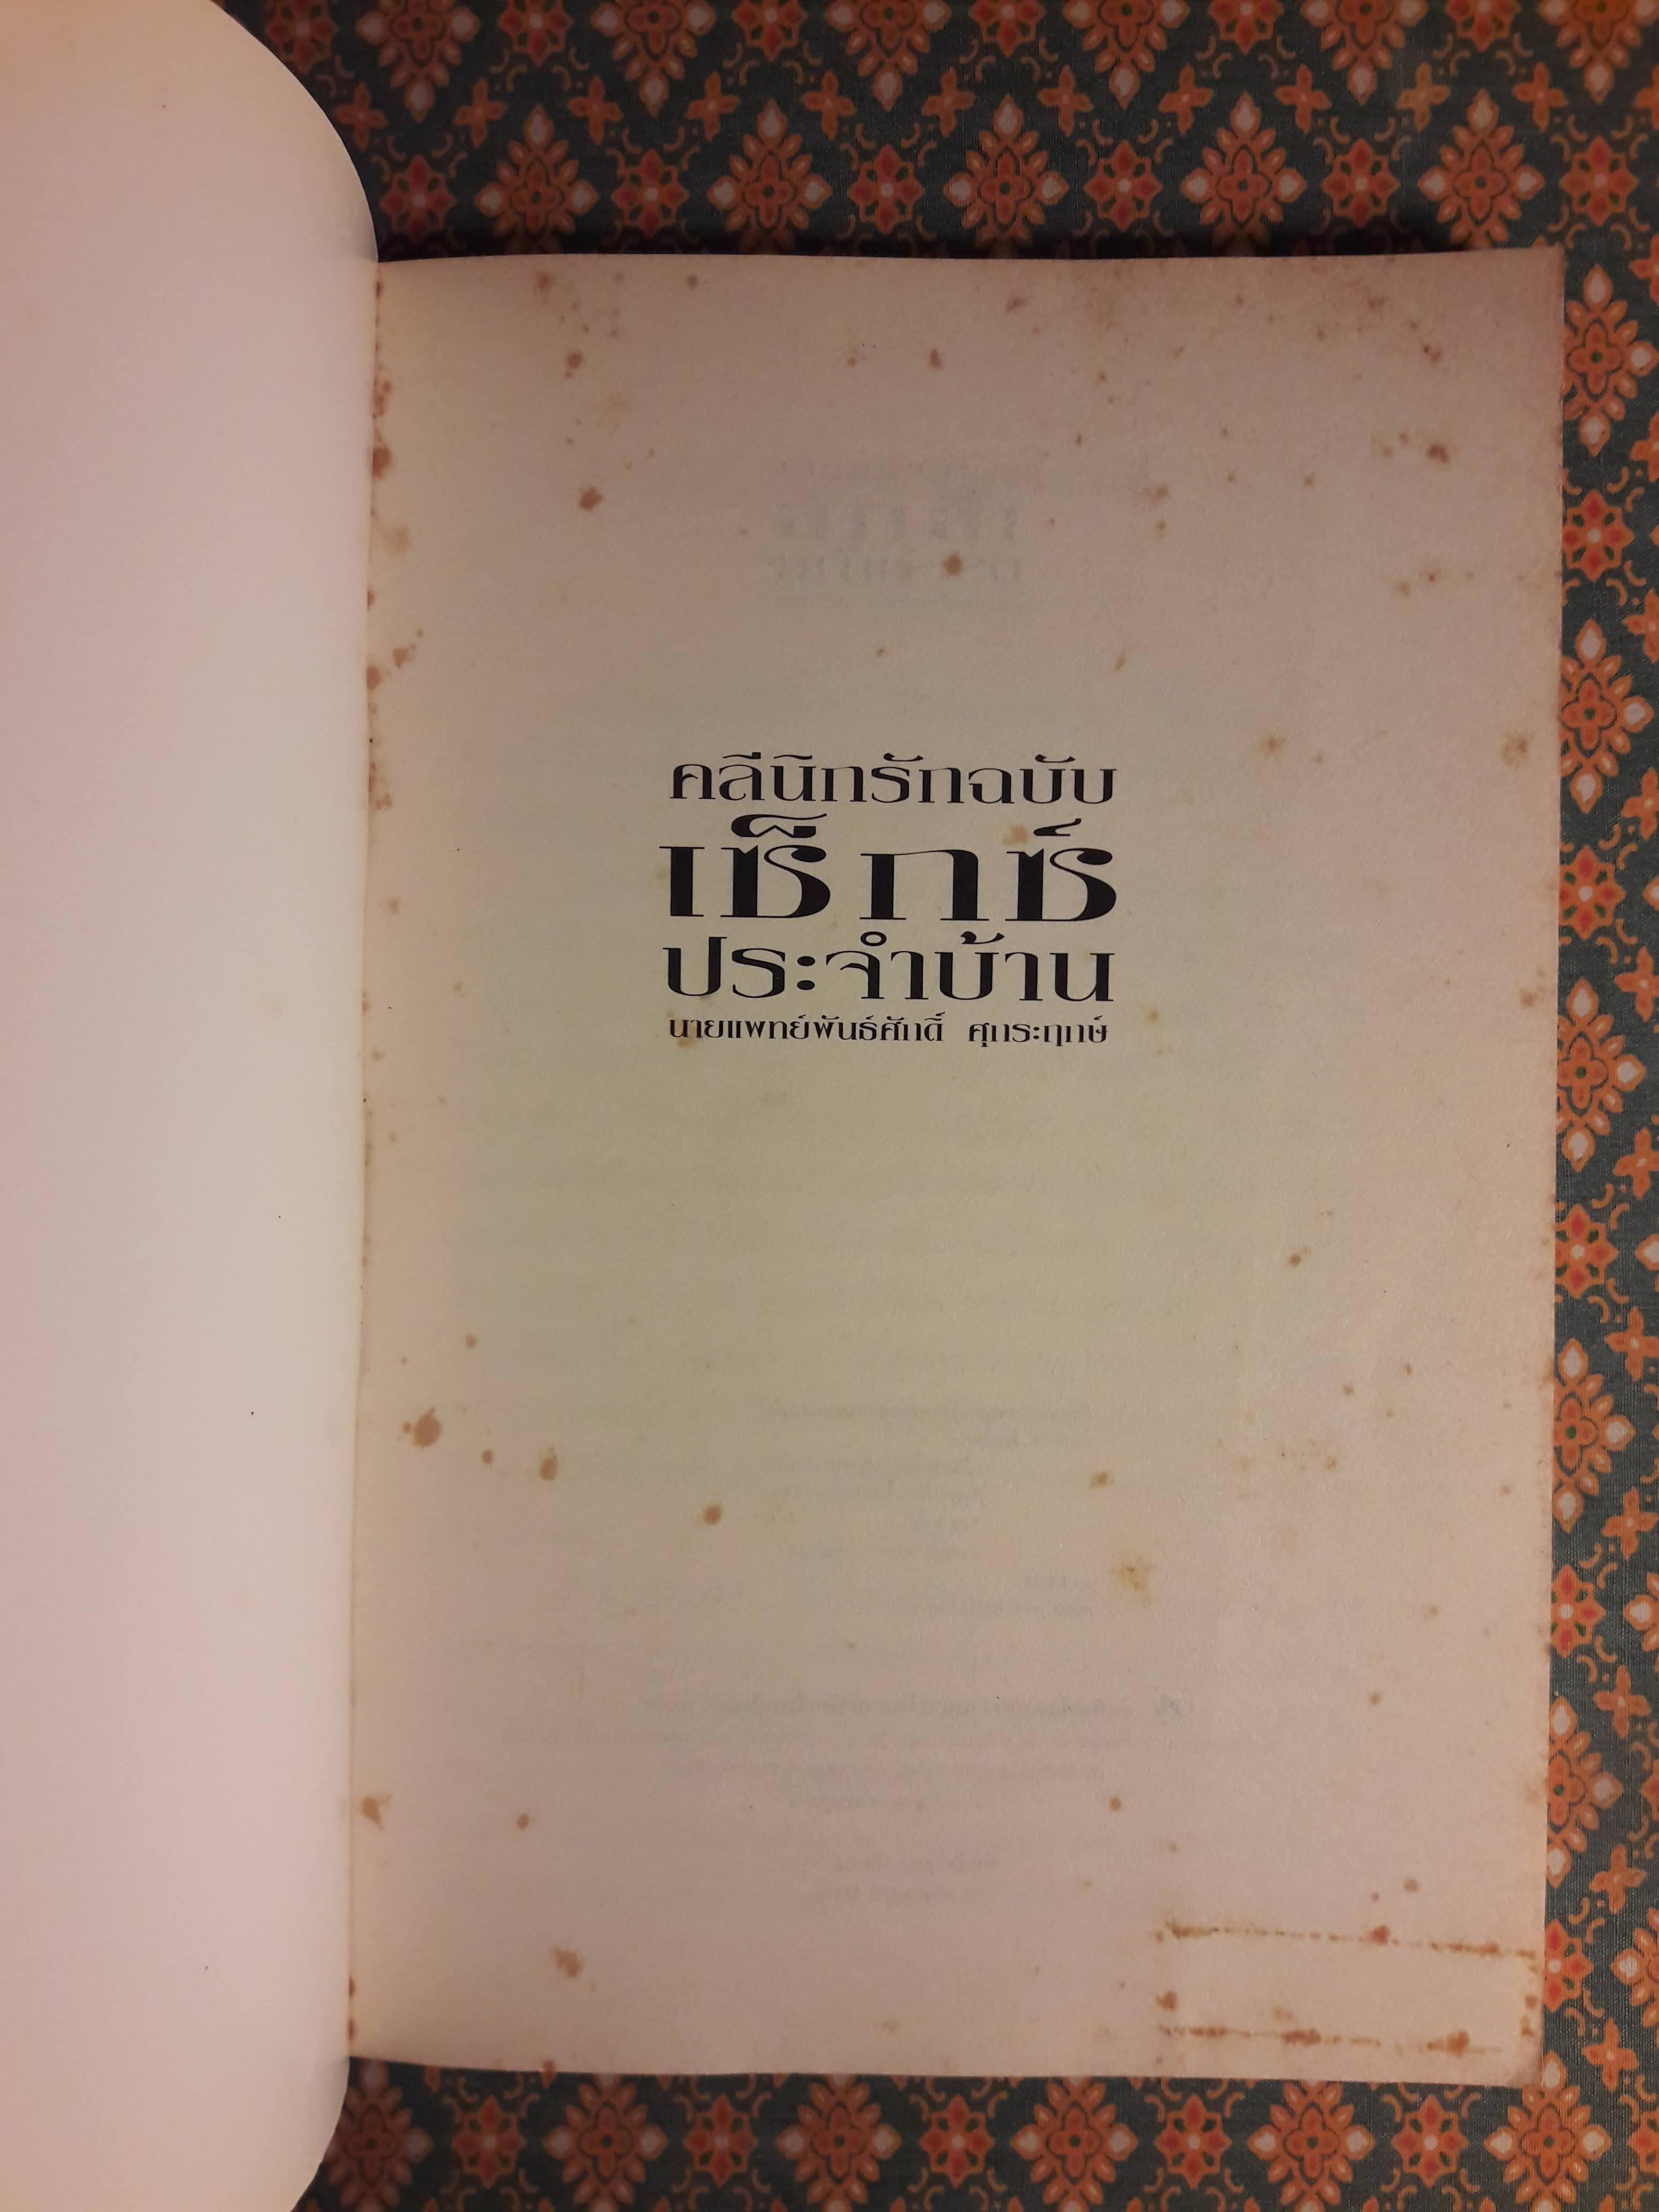 คลีนิกรักฉบับ
เซ็กซ์
ประจำบ้าน
นายแพทย์พันธ์ศักดิ์ ศุกระฤกษ์